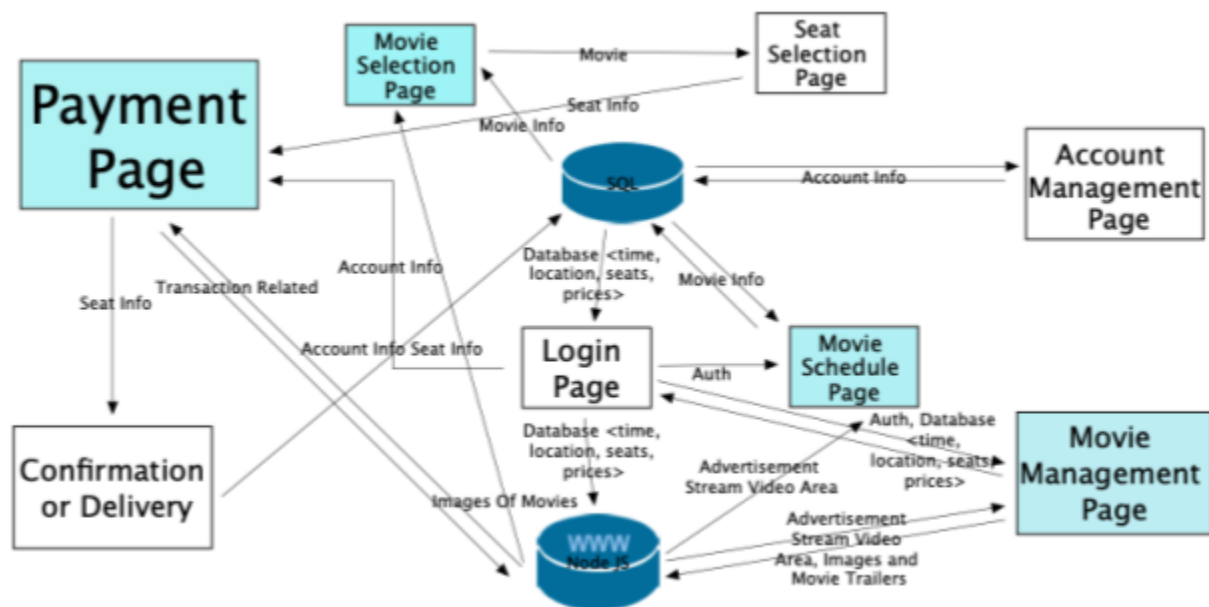 Movie
Selection
Page
Movie
Seat
Selection
Page
Payment
Page
Seat Info
Movie Info
SQL
Account Info
Account
Management
Page
Account Info
Database <time,
location, seats,
prices>
Movie Info
Transaction Related
Seat Info
Account Info Seat Info
Login
Page
Auth
Movie
Schedule
Page
Auth, Database
<time,
location, seats,
prices>
Movie
Management
Page
Confirmation
or Delivery
Database <time,
location, seats,
prices>
Advertisement
Stream Video Area
Images Of Movies
WWW
Node JS
Advertisement
Stream Video
Area, Images and
Movie Trailers